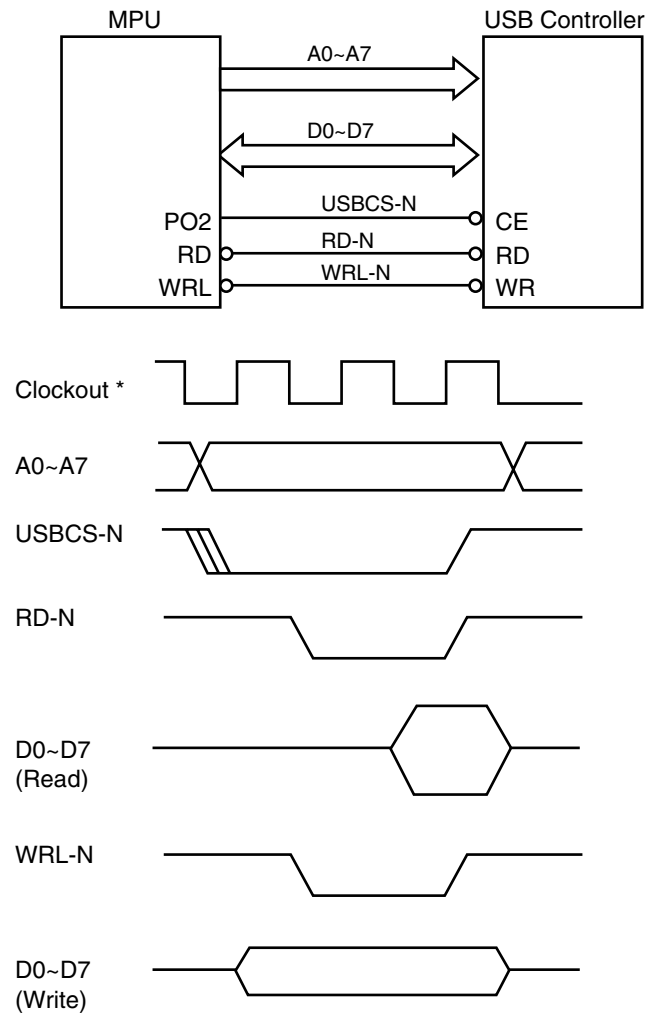 MPU USB Controller
A0~A7
D0~D7
PO2 USBCS-N CE
RD RD-N RD
WRL WRL-N WR
Clockout *
A0~A7
USBCS-N
RD-N
D0~D7
(Read)
WRL-N
D0~D7
(Write)